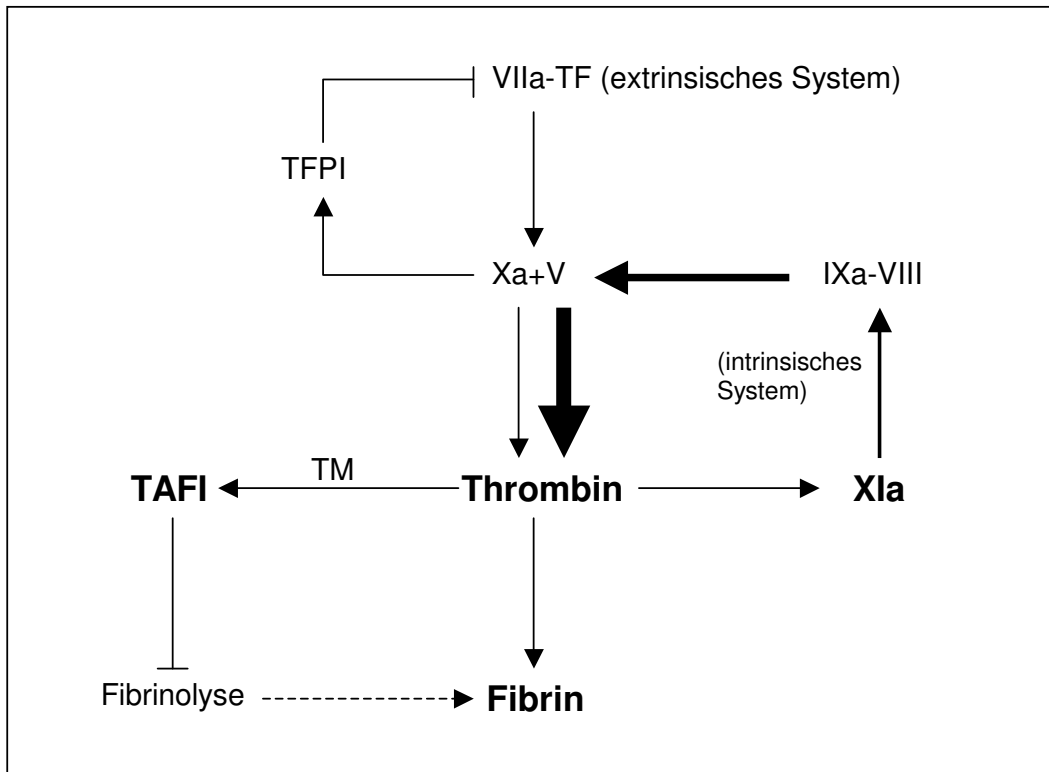 VIIa-TF (extrinsisches System)
TFPI
Xa+V
IXa-VIII
(intrinsisches
System)
TAFI
TM
Thrombin
XIa
Fibrinolyse
Fibrin